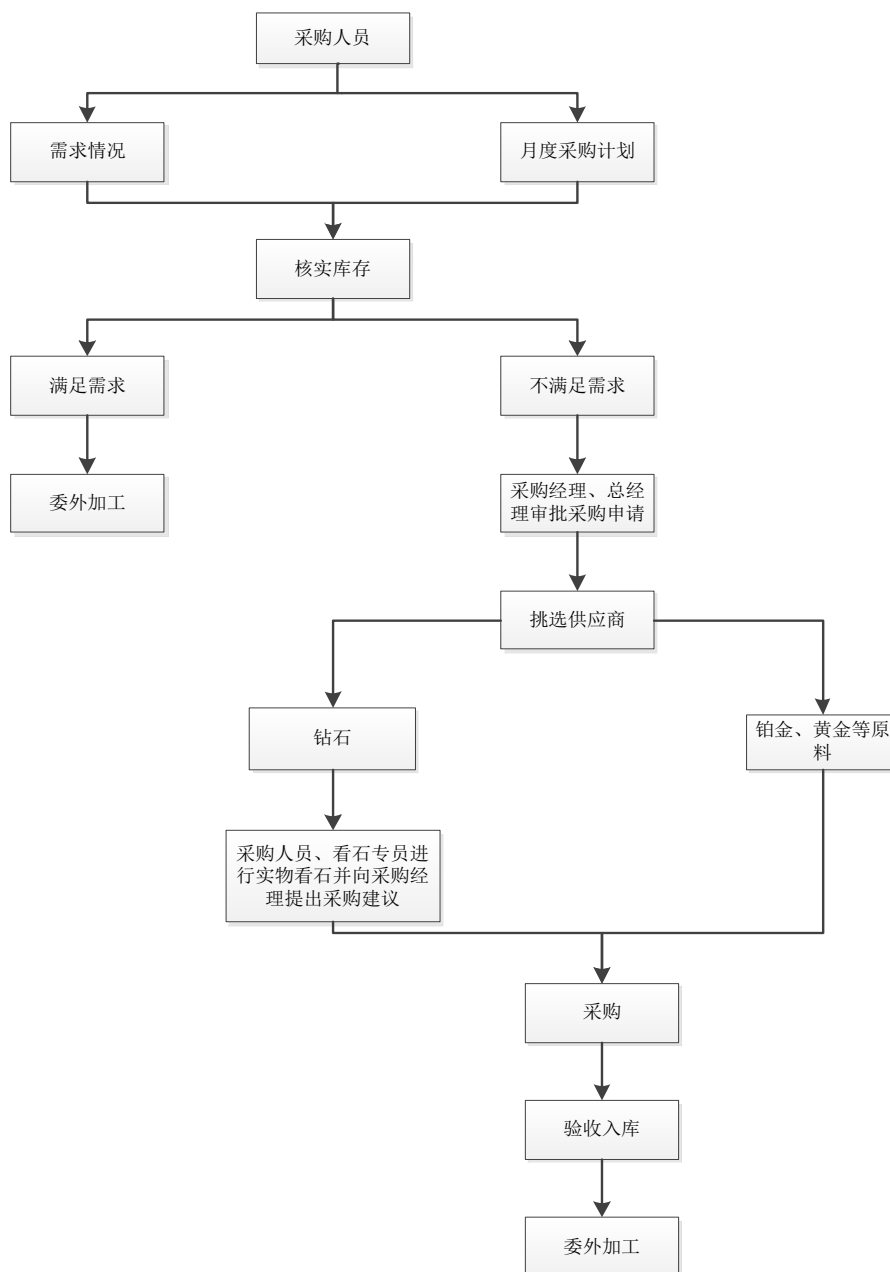 采购人员
需求情况
月度采购计划
核实库存
满足需求
不满足需求
委外加工
采购经理、总经
理审批采购申请
挑选供应商
钻石
铂金、黄金等原
料
采购人员、看石专员进
行实物看石并向采购经
理提出采购建议
采购
验收入库
委外加工